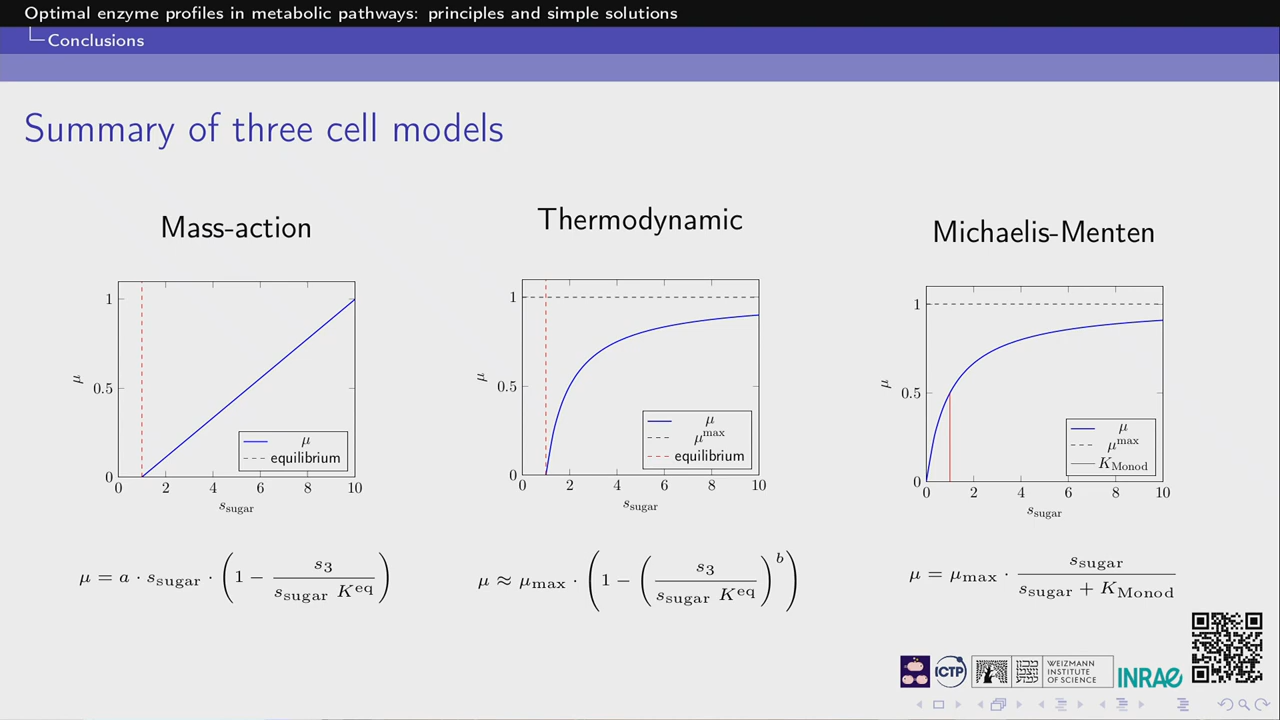 Optimal enzyme profiles in metabolic pathways: principles and simple solutions
Conclusions
Summary of three cell models
Mass-action
1
0.5
0
μ
0 2 4 6 8 10
s_sugar
μ
equilibrium
μ = a · s_sugar · (1 − s_3 / (s_sugar K^eq))
Thermodynamic
1
0.5
0
μ
0 2 4 6 8 10
s_sugar
μ
μ^max
equilibrium
μ ≈ μ_max · (1 − (s_3 / (s_sugar K^eq))^b)
Michaelis-Menten
1
0.5
0
μ
0 2 4 6 8 10
s_sugar
μ
μ^max
K_Monod
μ = μ_max · s_sugar / (s_sugar + K_Monod)
ICTP
מכון
ויצמן
למדע
WEIZMANN
INSTITUTE
OF SCIENCE
INRAE